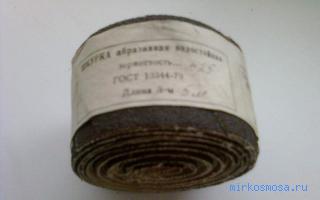 ШКУРКА абразивная водостойкая
зернистость...
ГОСТ 13344-79
Длина
mirkosmosa.ru